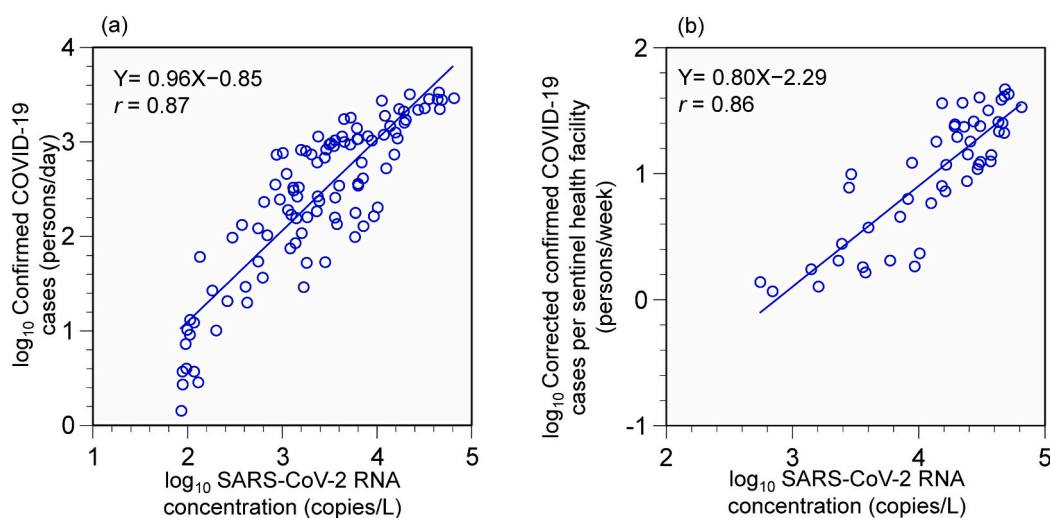 (a)
Y= 0.96X−0.85
r = 0.87
log₁₀ Confirmed COVID-19
cases (persons/day)
4
3
2
1
0
1
2
3
4
5
log₁₀ SARS-CoV-2 RNA
concentration (copies/L)
(b)
Y= 0.80X−2.29
r = 0.86
log₁₀ Corrected confirmed COVID-19
cases per sentinel health facility
(persons/week)
2
1
0
-1
2
3
4
5
log₁₀ SARS-CoV-2 RNA
concentration (copies/L)